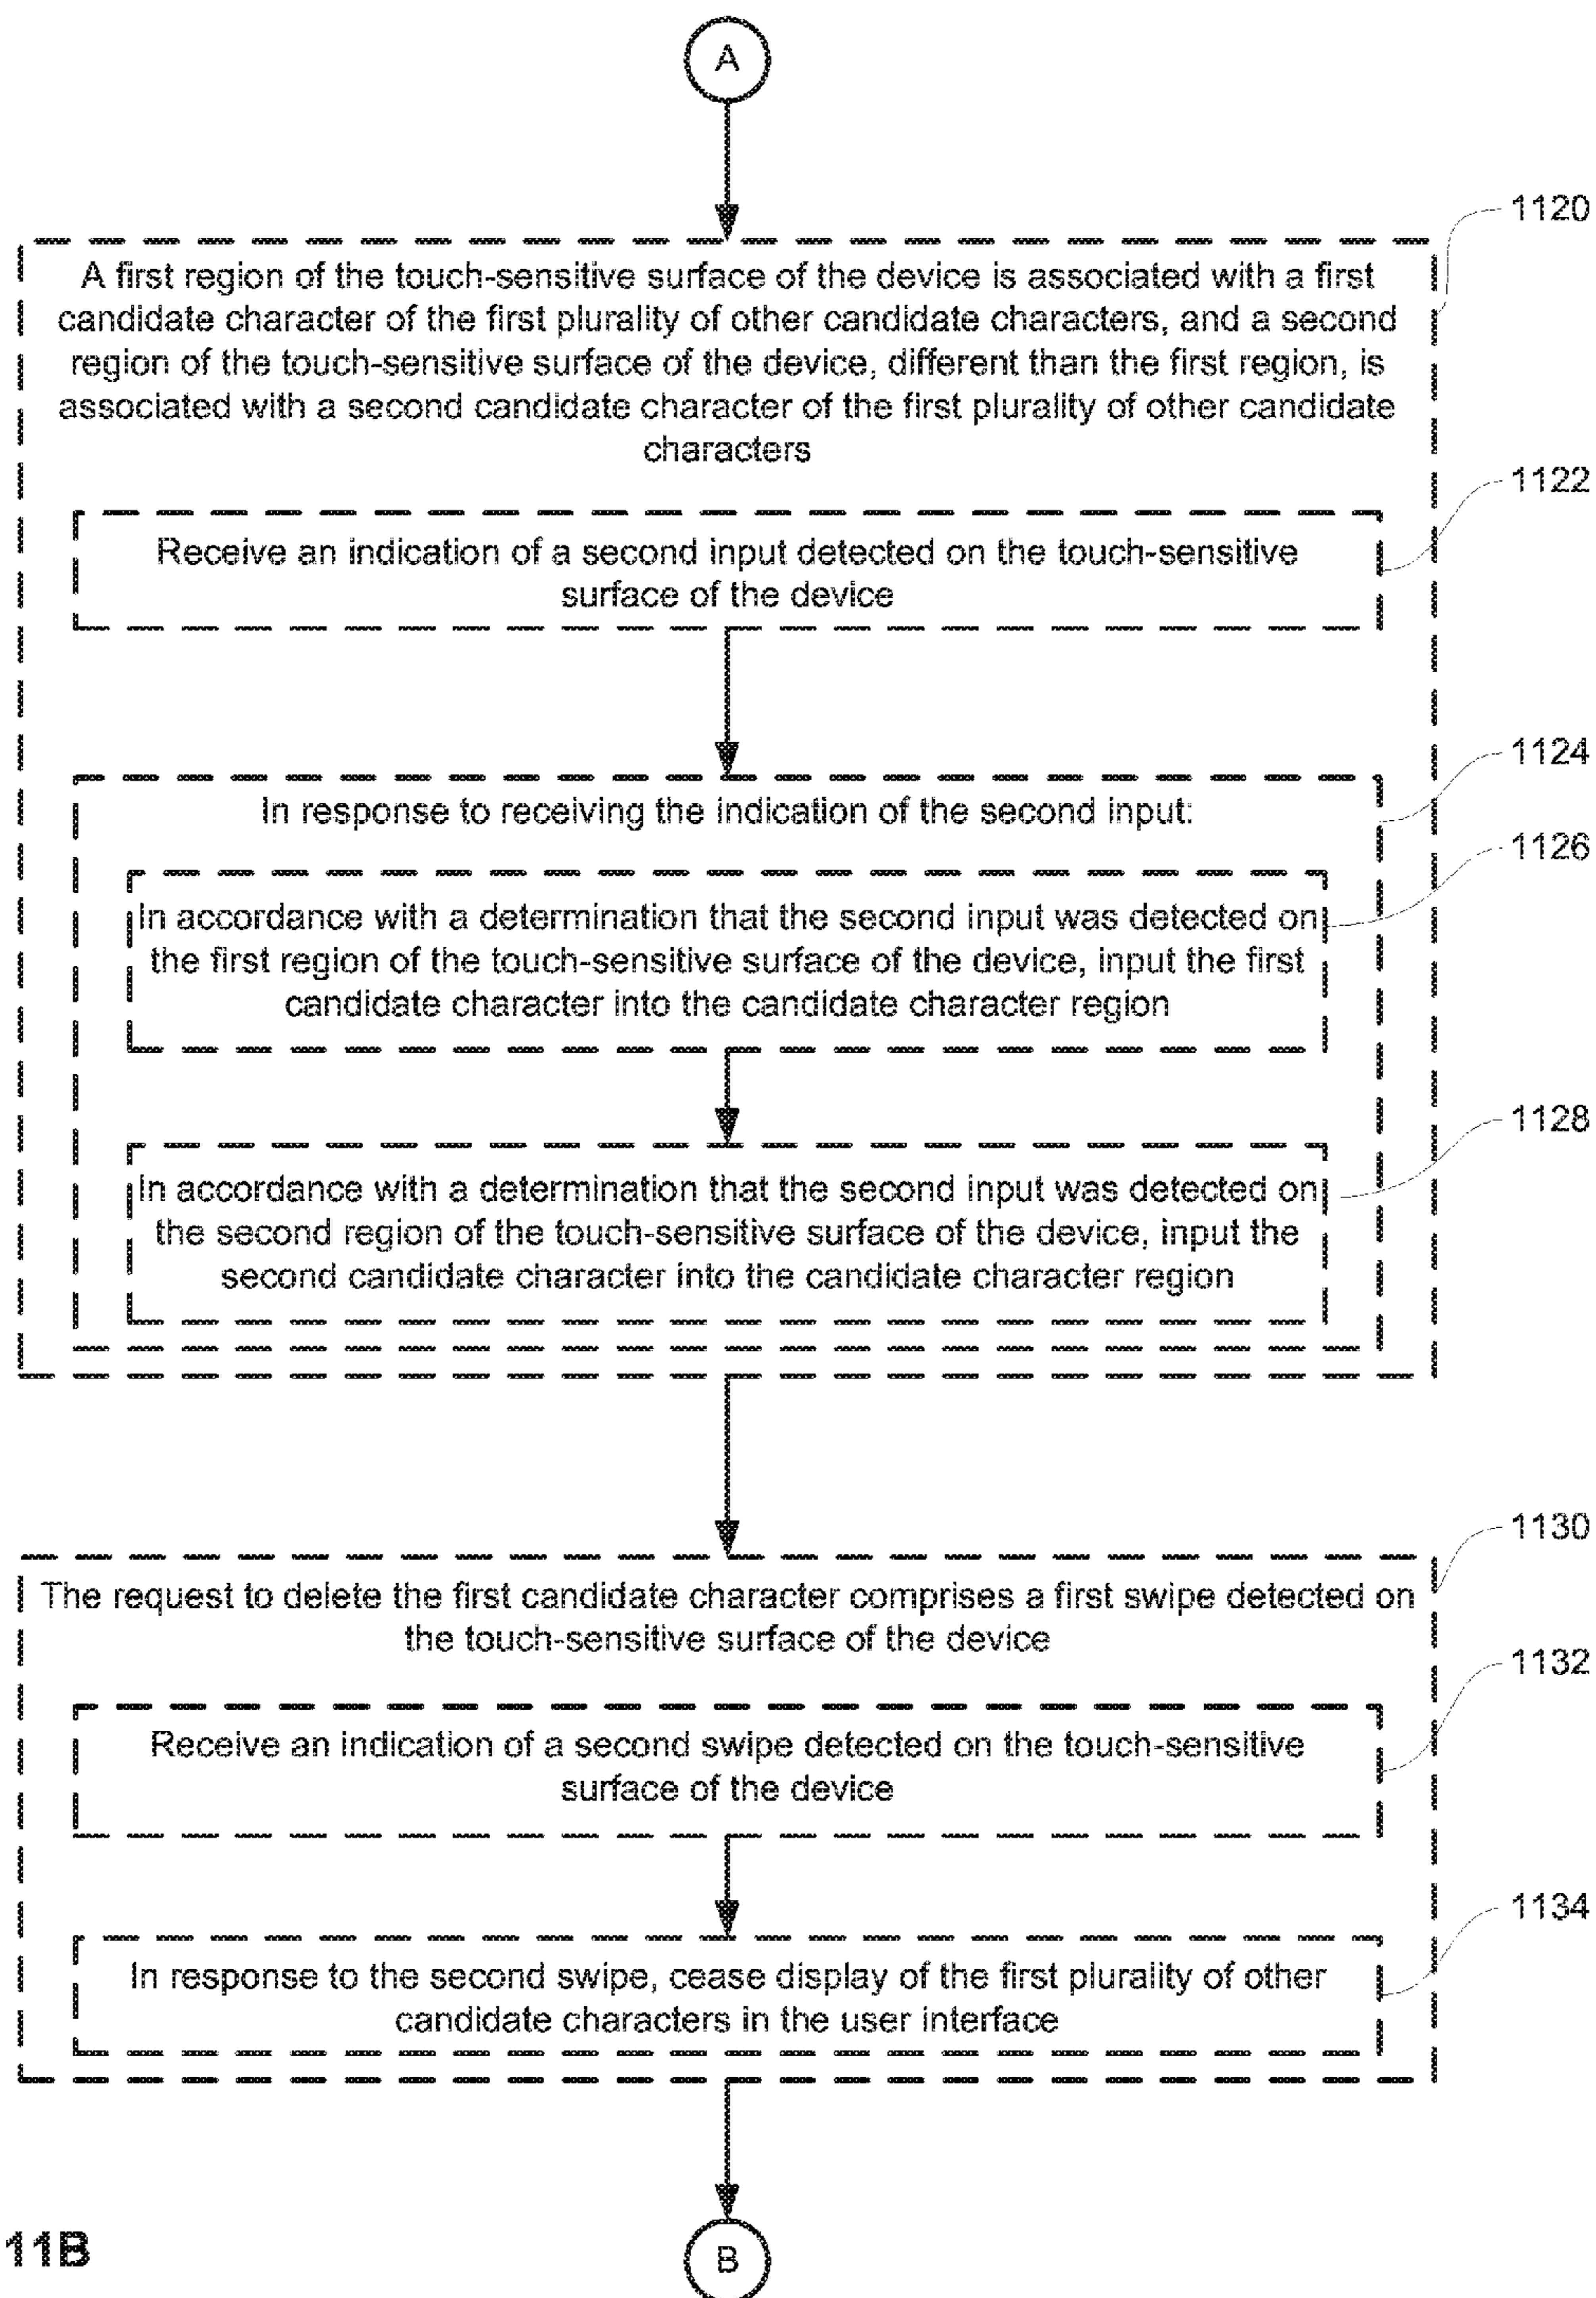 A
1120
A first region of the touch-sensitive surface of the device is associated with a first
candidate character of the first plurality of other candidate characters, and a second
region of the touch-sensitive surface of the device, different than the first region, is
associated with a second candidate character of the first plurality of other candidate
characters
1122
Receive an indication of a second input detected on the touch-sensitive
surface of the device
1124
In response to receiving the indication of the second input:
1126
In accordance with a determination that the second input was detected on
the first region of the touch-sensitive surface of the device, input the first
candidate character into the candidate character region
1128
In accordance with a determination that the second input was detected on
the second region of the touch-sensitive surface of the device, input the
second candidate character into the candidate character region
1130
The request to delete the first candidate character comprises a first swipe detected on
the touch-sensitive surface of the device
1132
Receive an indication of a second swipe detected on the touch-sensitive
surface of the device
1134
In response to the second swipe, cease display of the first plurality of other
candidate characters in the user interface
11B
B